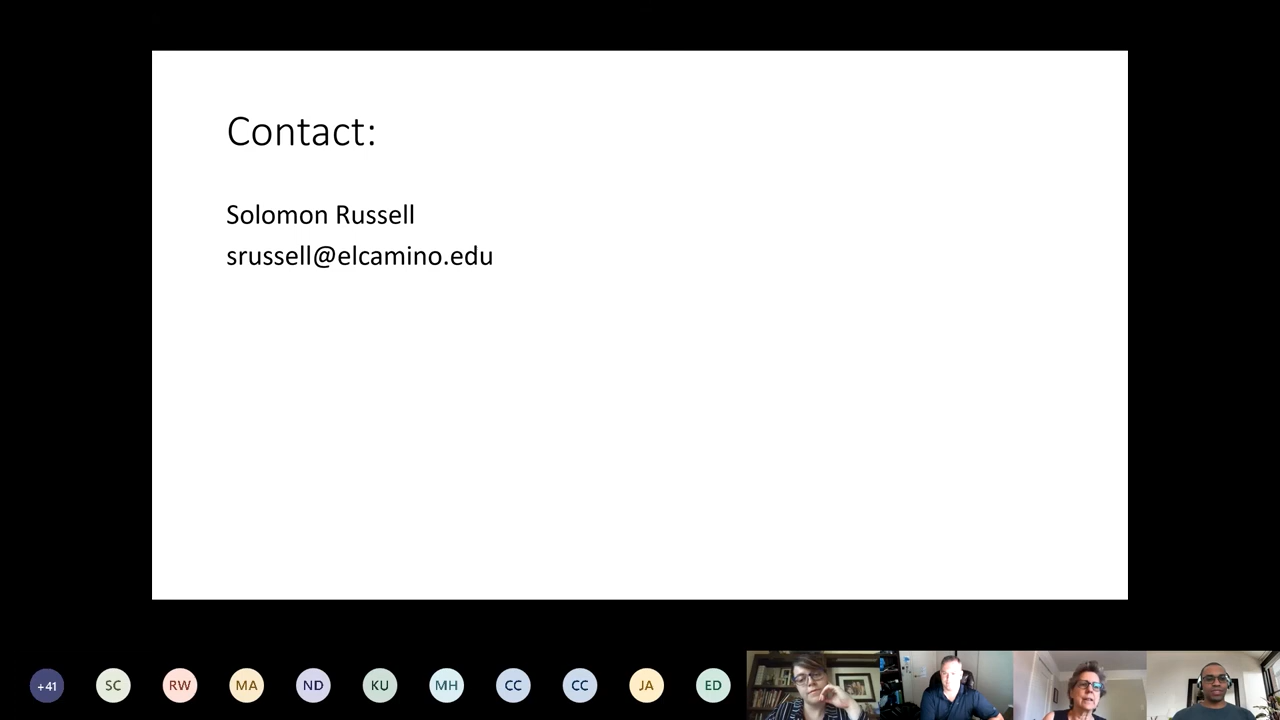 Contact:
Solomon Russell
srussell@elcamino.edu
+41 SC RW MA ND KU MH CC CC JA ED